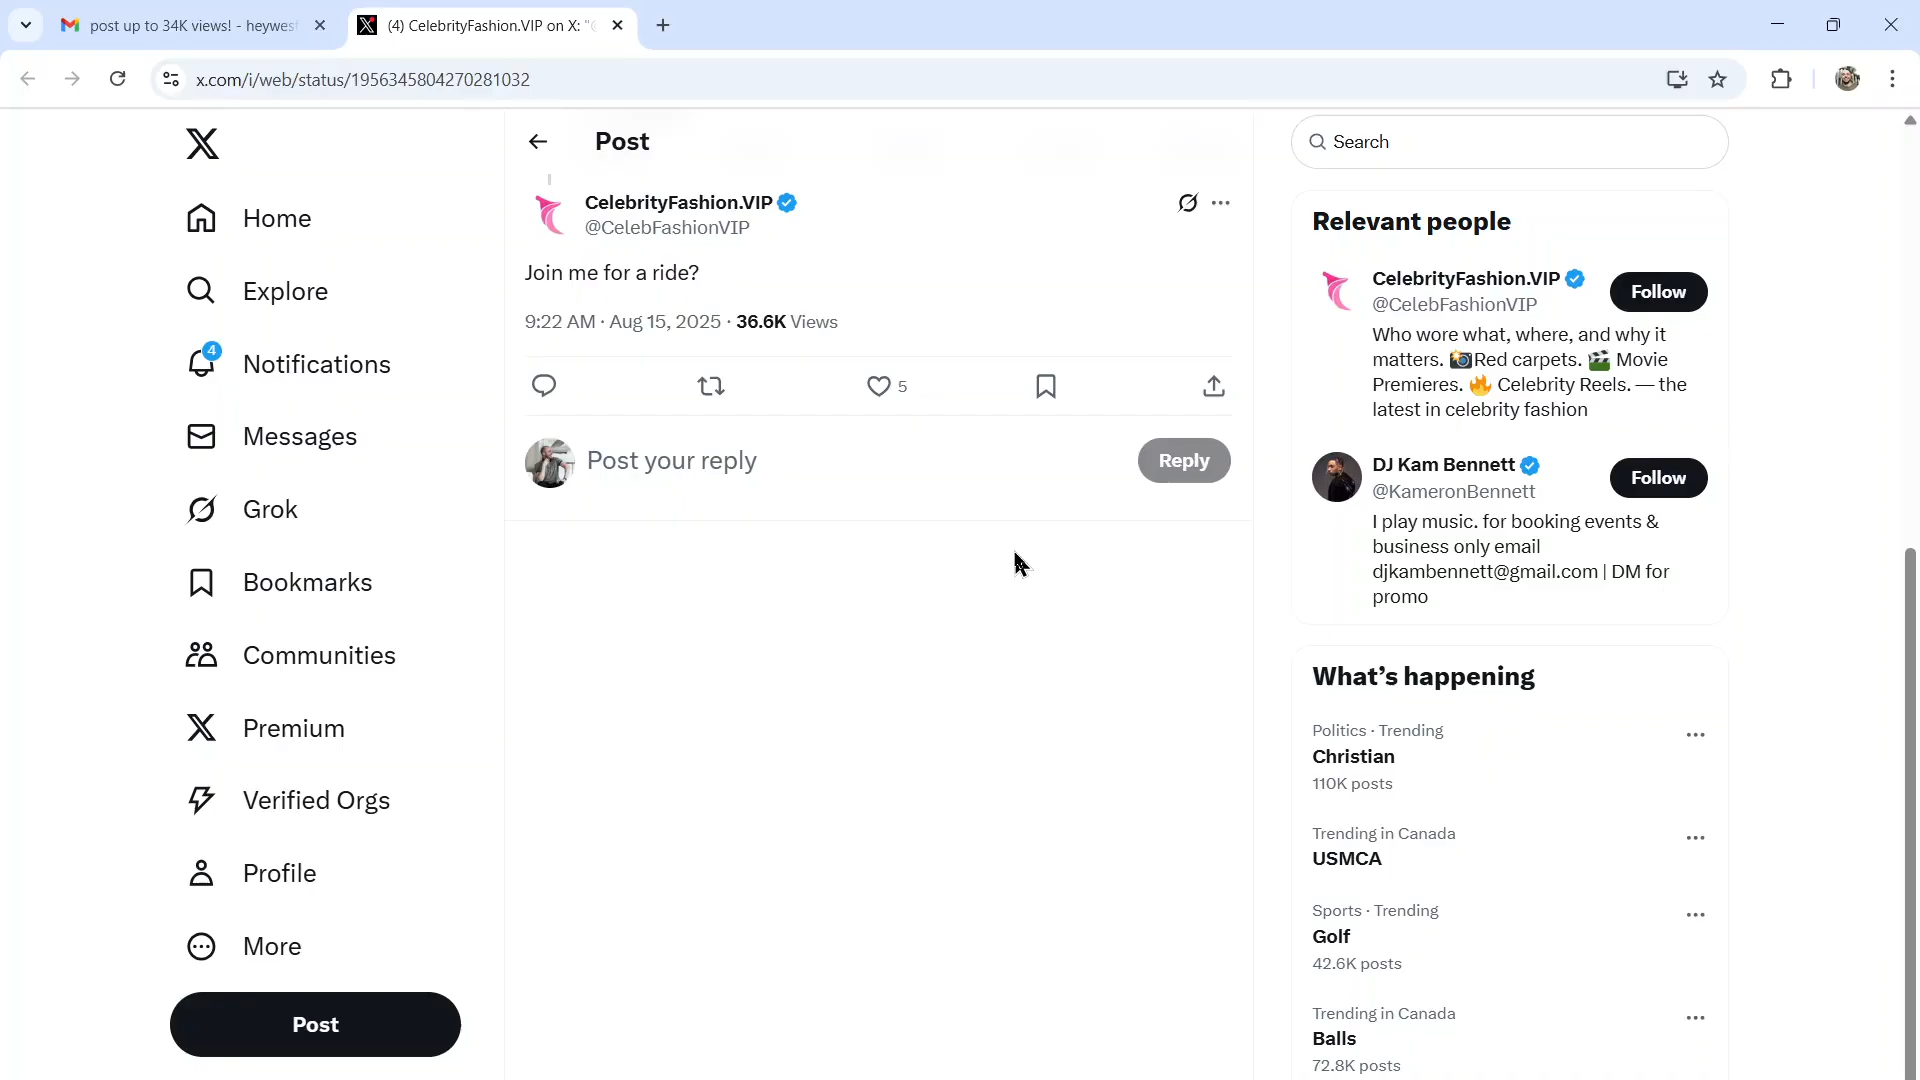 post up to 34K views! - heywes
(4) CelebrityFashion.VIP on X: "
x.com/i/web/status/1956345804270281032
Home
Explore
4
Notifications
Messages
Grok
Bookmarks
Communities
Premium
Verified Orgs
Profile
More
Post
Post
CelebrityFashion.VIP
@CelebFashionVIP
Join me for a ride?
9:22 AM · Aug 15, 2025 · 36.6K Views
5
Post your reply
Reply
Search
Relevant people
CelebrityFashion.VIP
@CelebFashionVIP
Follow
Who wore what, where, and why it
matters. 📸Red carpets. 🎬 Movie
Premieres. 🔥 Celebrity Reels. — the
latest in celebrity fashion
DJ Kam Bennett
@KameronBennett
Follow
I play music. for booking events &
business only email
djkambennett@gmail.com | DM for
promo
What’s happening
Politics · Trending
Christian
110K posts
Trending in Canada
USMCA
Sports · Trending
Golf
42.6K posts
Trending in Canada
Balls
72.8K posts